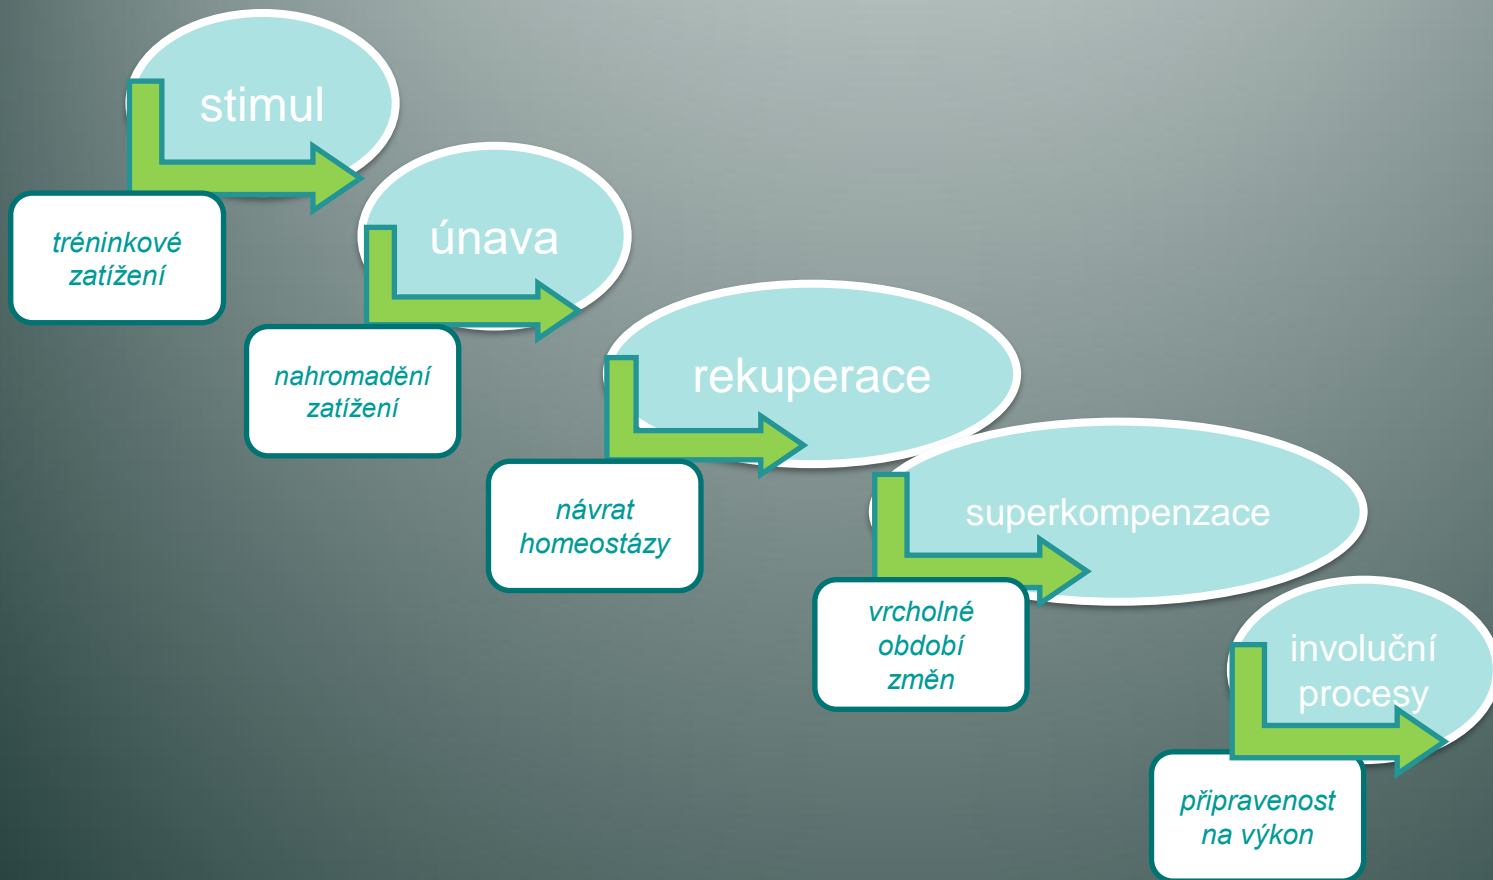 stimul
tréninkové
zatížení
únava
nahromadění
zatížení
rekuperace
návrat
homeostázy
superkompenzace
vrcholné
období
změn
involuční
procesy
připravenost
na výkon